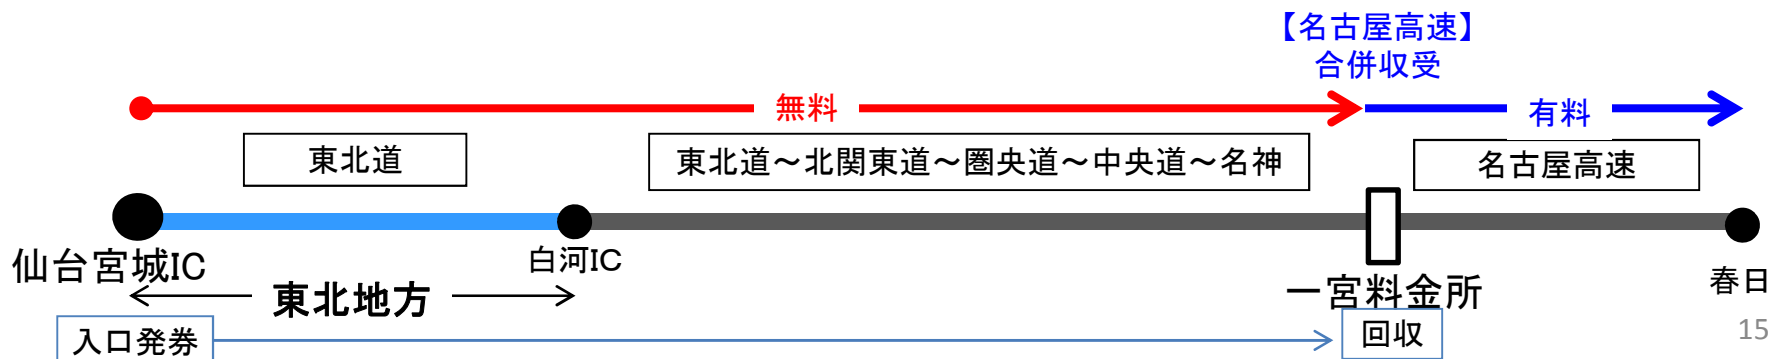 【名古屋高速】
合併収受
無料
有料
東北道
東北道～北関東道～圏央道～中央道～名神
名古屋高速
仙台宮城IC
白河IC
東北地方
一宮料金所
春日
入口発券
回収
15